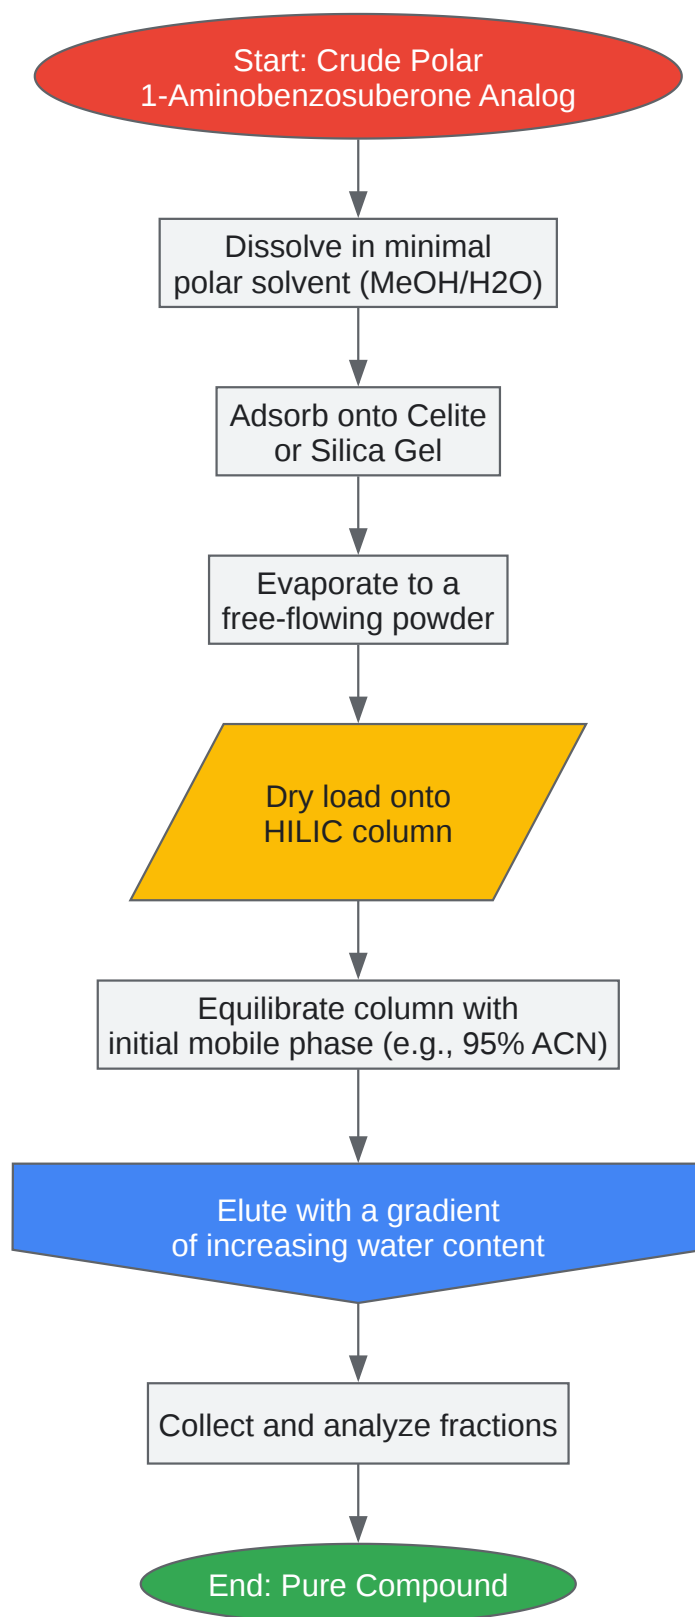 Start: Crude Polar
1-Aminobenzosuberone Analog
Dissolve in minimal
polar solvent (MeOH/H2O)
Adsorb onto Celite
or Silica Gel
Evaporate to a
free-flowing powder
Dry load onto
HILIC column
Equilibrate column with
initial mobile phase (e.g., 95% ACN)
Elute with a gradient
of increasing water content
Collect and analyze fractions
End: Pure Compound